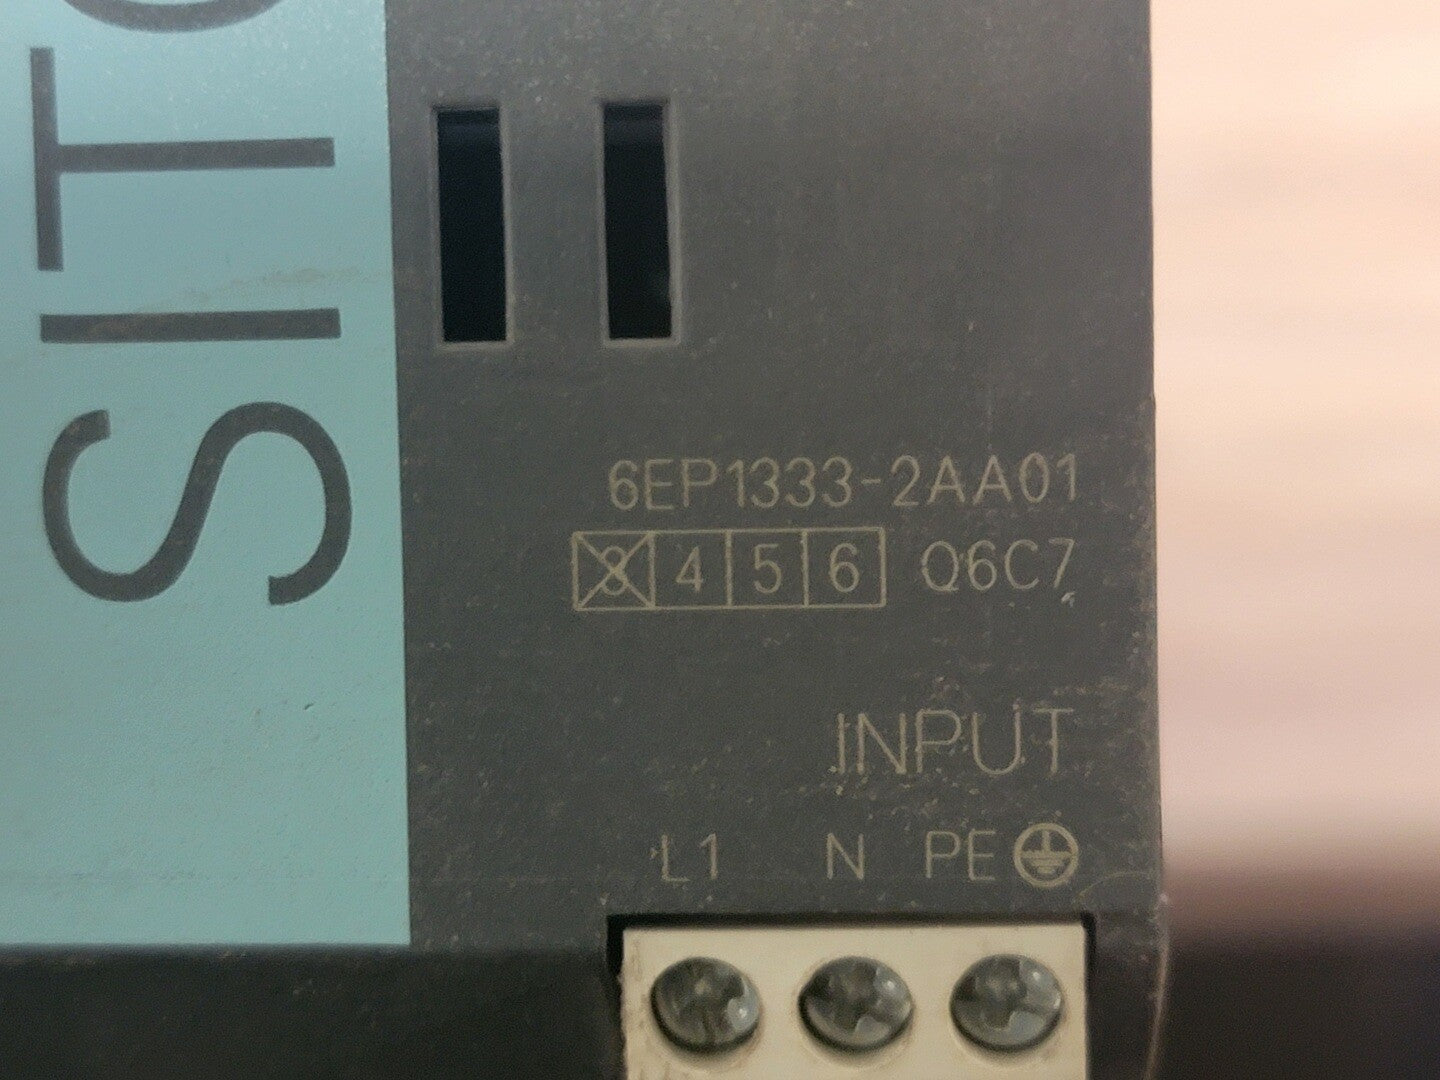 SITO
6EP1333-2AA01
3 4 5 6 Q6C7
INPUT
L1 N PE